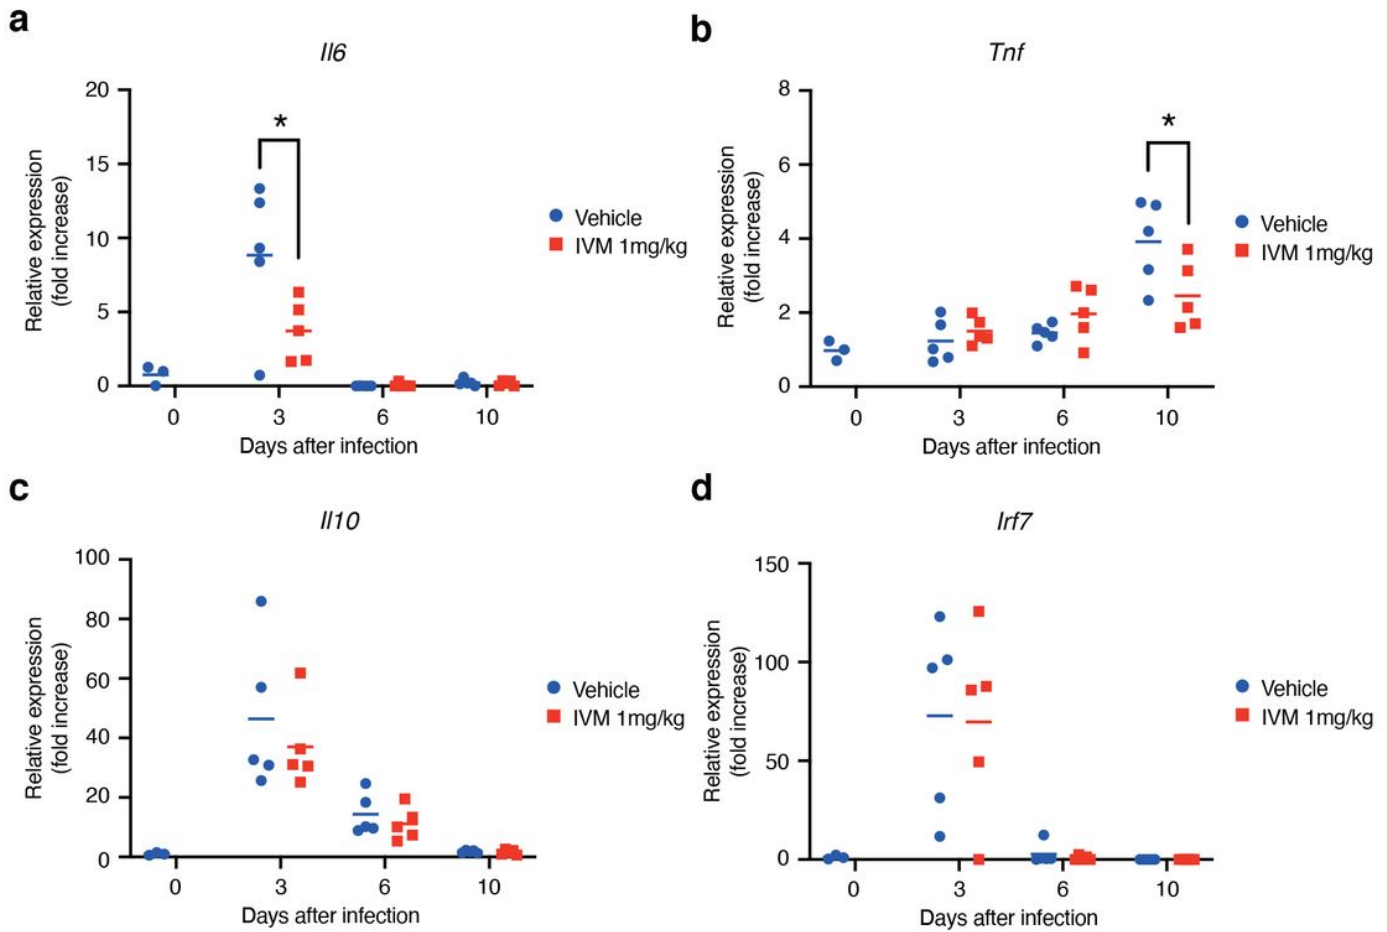 a
Il6
20
15
10
5
0
*
Relative expression
(fold increase)
0 3 6 10
Days after infection
Vehicle
IVM 1mg/kg
b
Tnf
8
6
4
2
0
*
Relative expression
(fold increase)
0 3 6 10
Days after infection
Vehicle
IVM 1mg/kg
c
Il10
100
80
60
40
20
0
Relative expression
(fold increase)
0 3 6 10
Days after infection
Vehicle
IVM 1mg/kg
d
Irf7
150
100
50
0
Relative expression
(fold increase)
0 3 6 10
Days after infection
Vehicle
IVM 1mg/kg